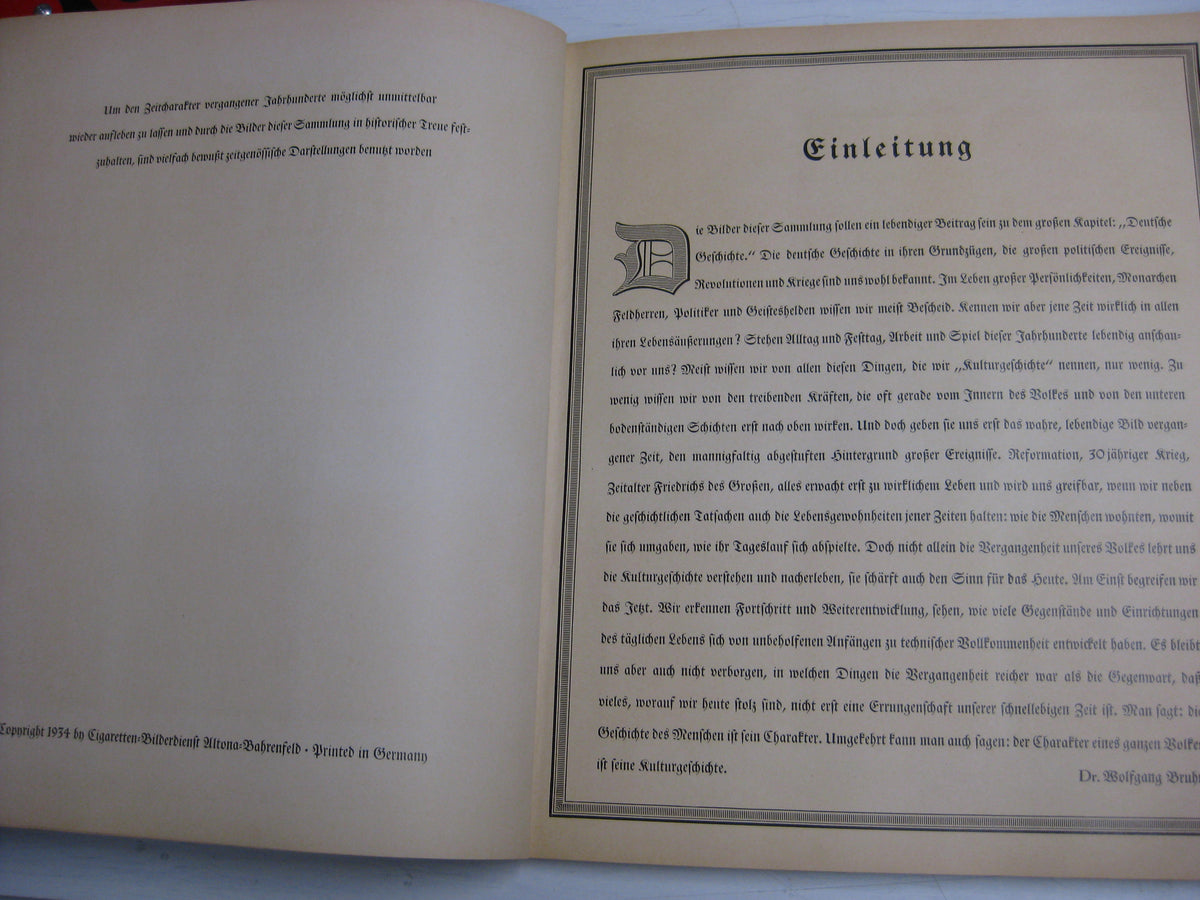 Um den Zeitcharakter vergangener Jahrhunderte möglichst unmittelbar
wieder aufleben zu lassen und durch die Bilder dieser Sammlung in historischer Treue fest-
zuhalten, sind vielfach bewußt zeitgenössische Darstellungen benutzt worden
Copyright 1934 by Cigaretten-Bilderdienst Altona-Bahrenfeld · Printed in Germany
Einleitung
Die Bilder dieser Sammlung sollen ein lebendiger Beitrag sein zu dem großen Kapitel: „Deutsche
Geschichte.“ Die deutsche Geschichte in ihren Grundzügen, die großen politischen Ereignisse,
Revolutionen und Kriege sind uns wohl bekannt. Im Leben großer Persönlichkeiten, Monarchen
Feldherren, Politiker und Geisteshelden wissen wir meist Bescheid. Kennen wir aber jene Zeit wirklich in allen
ihren Lebensäußerungen? Stehen Alltag und Festtag, Arbeit und Spiel dieser Jahrhunderte lebendig anschau-
lich vor uns? Meist wissen wir von allen diesen Dingen, die wir „Kulturgeschichte“ nennen, nur wenig. Zu
wenig wissen wir von den treibenden Kräften, die oft gerade vom Innern des Volkes und von den unteren
bodenständigen Schichten erst nach oben wirken. Und doch geben sie uns erst das wahre, lebendige Bild vergan-
gener Zeit, den mannigfaltig abgestuften Hintergrund großer Ereignisse. Reformation, 30 jähriger Krieg,
Zeitalter Friedrichs des Großen, alles erwacht erst zu wirklichem Leben und wird uns greifbar, wenn wir neben
die geschichtlichen Tatsachen auch die Lebensgewohnheiten jener Zeiten halten: wie die Menschen wohnten, womit
sie sich umgaben, wie ihr Tageslauf sich abspielte. Doch nicht allein die Vergangenheit unseres Volkes lehrt uns
die Kulturgeschichte verstehen und nacherleben, sie schärft auch den Sinn für das Heute. Am Einst begreifen wir
das Jetzt. Wir erkennen Fortschritt und Weiterentwicklung, sehen, wie viele Gegenstände und Einrichtungen
des täglichen Lebens sich von unbeholfenen Anfängen zu technischer Vollkommenheit entwickelt haben. Es bleibt
uns aber auch nicht verborgen, in welchen Dingen die Vergangenheit reicher war als die Gegenwart, daß
vieles, worauf wir heute stolz sind, nicht erst eine Errungenschaft unserer schnellebigen Zeit ist. Man sagt: die
Geschichte des Menschen ist sein Charakter. Umgekehrt kann man auch sagen: der Charakter eines ganzen Volkes
ist seine Kulturgeschichte.
Dr. Wolfgang Bruhn